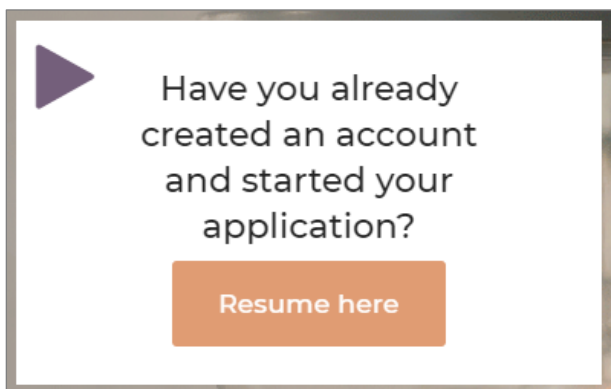 Have you already
created an account
and started your
application?
Resume here